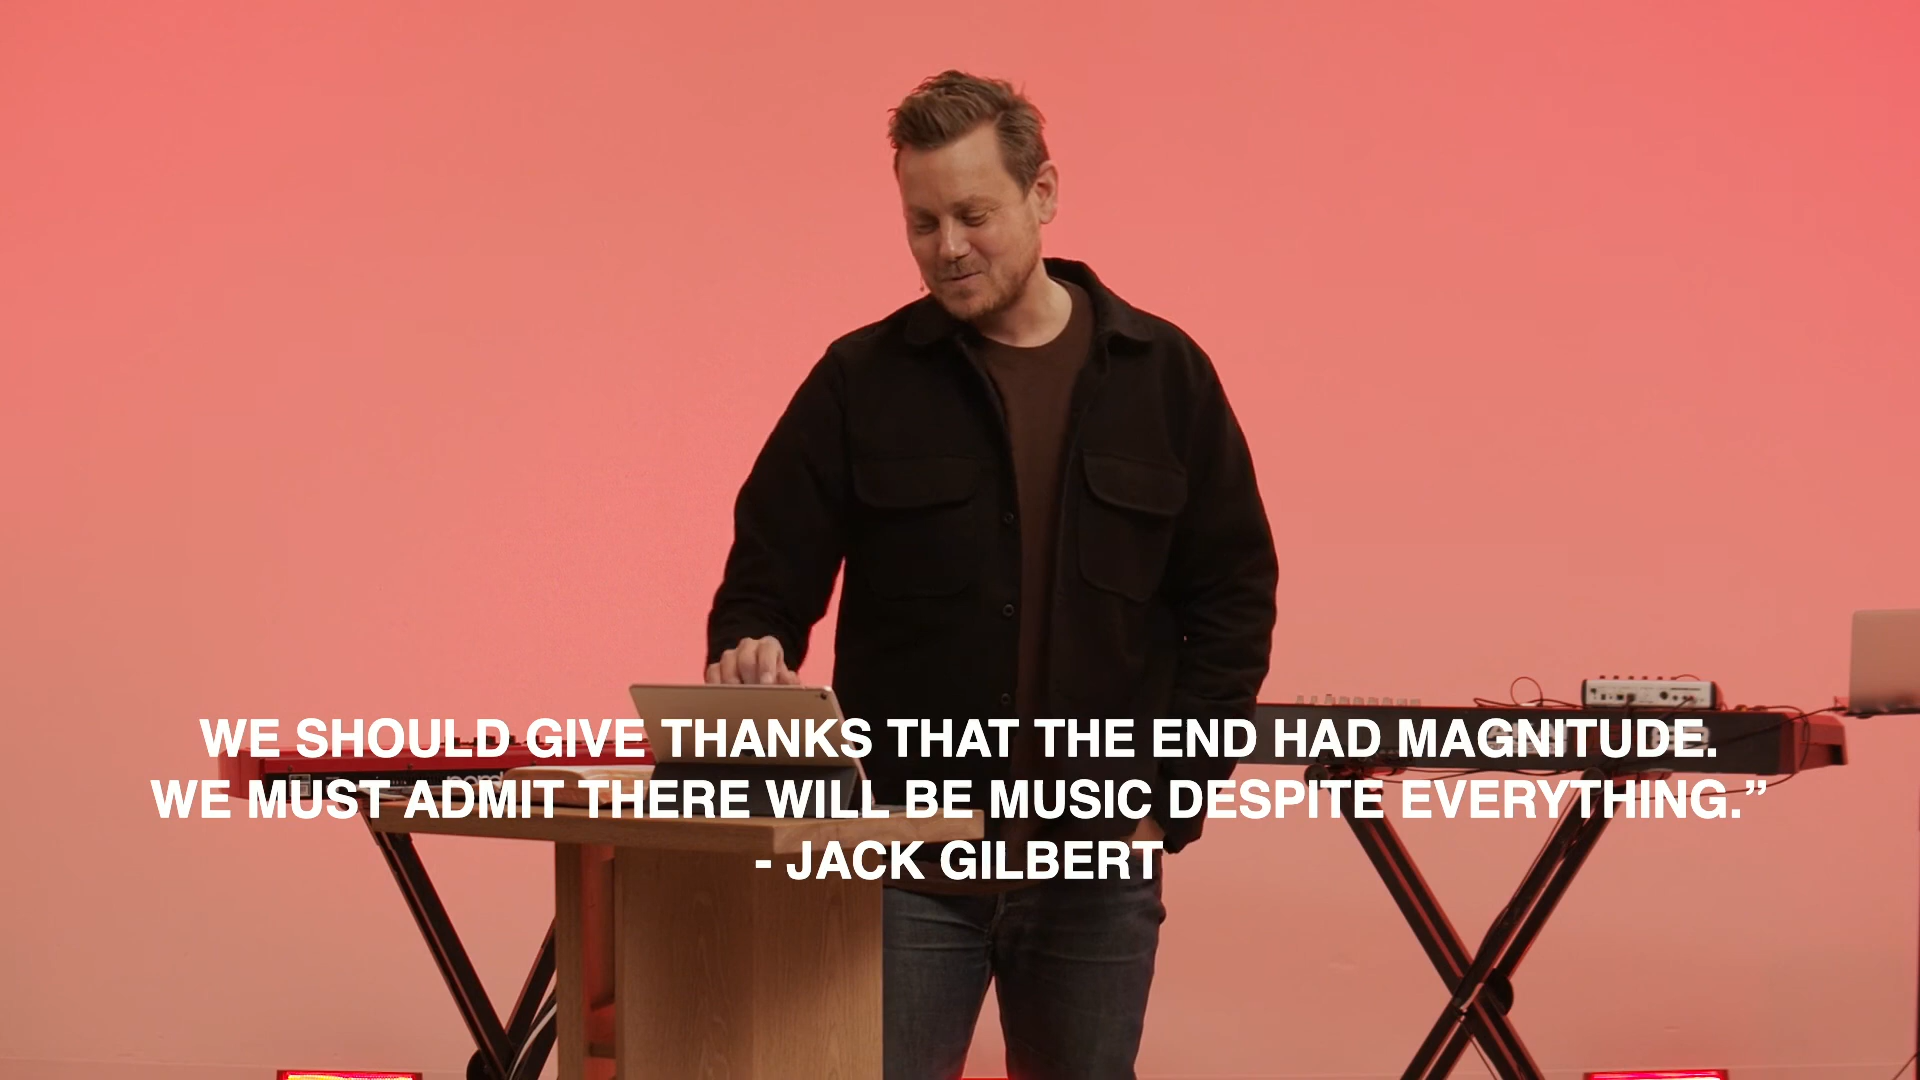 WE SHOULD GIVE THANKS THAT THE END HAD MAGNITUDE.
WE MUST ADMIT THERE WILL BE MUSIC DESPITE EVERYTHING.”
- JACK GILBERT
nord